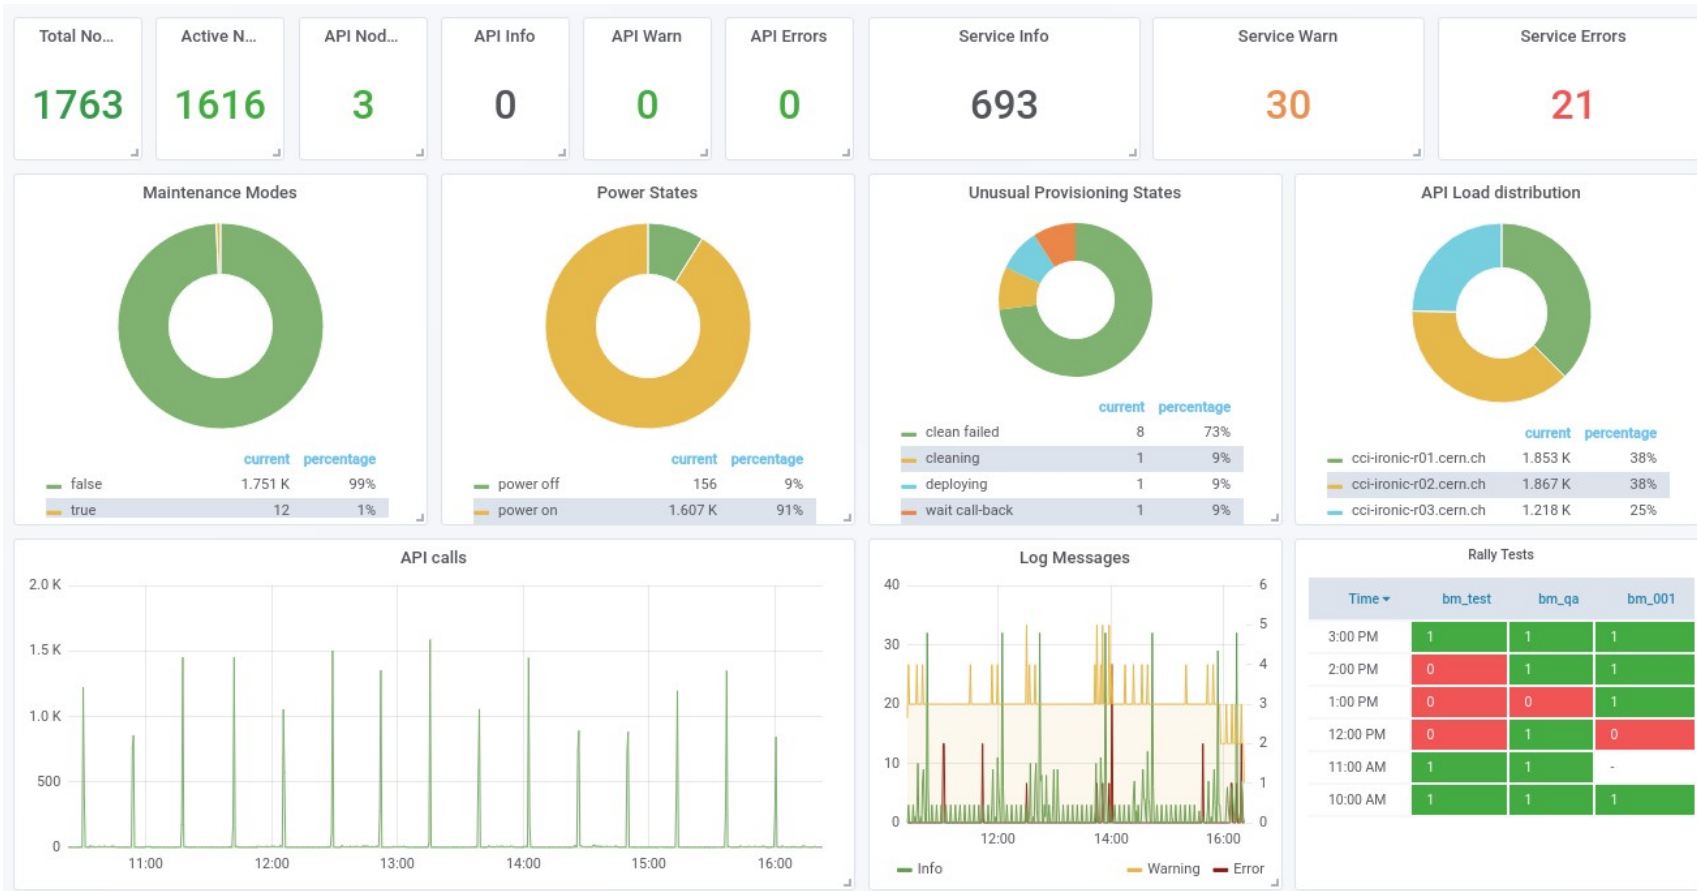 Total No...
1763
Active N...
1616
API Nod...
3
API Info
0
API Warn
0
API Errors
0
Service Info
693
Service Warn
30
Service Errors
21
Maintenance Modes
current percentage
false 1.751 K 99%
true 12 1%
Power States
current percentage
power off 156 9%
power on 1.607 K 91%
Unusual Provisioning States
current percentage
clean failed 8 73%
cleaning 1 9%
deploying 1 9%
wait call-back 1 9%
API Load distribution
current percentage
cci-ironic-r01.cern.ch 1.853 K 38%
cci-ironic-r02.cern.ch 1.867 K 38%
cci-ironic-r03.cern.ch 1.218 K 25%
API calls
2.0 K
1.5 K
1.0 K
500
0
11:00 12:00 13:00 14:00 15:00 16:00
Log Messages
40 6
5
30 4
20 3
2
10 1
0 0
12:00 14:00 16:00
Info Warning Error
Rally Tests
Time bm_test bm_qa bm_001
3:00 PM 1 1 1
2:00 PM 0 1 1
1:00 PM 0 0 1
12:00 PM 0 1 0
11:00 AM 1 1 -
10:00 AM 1 1 1